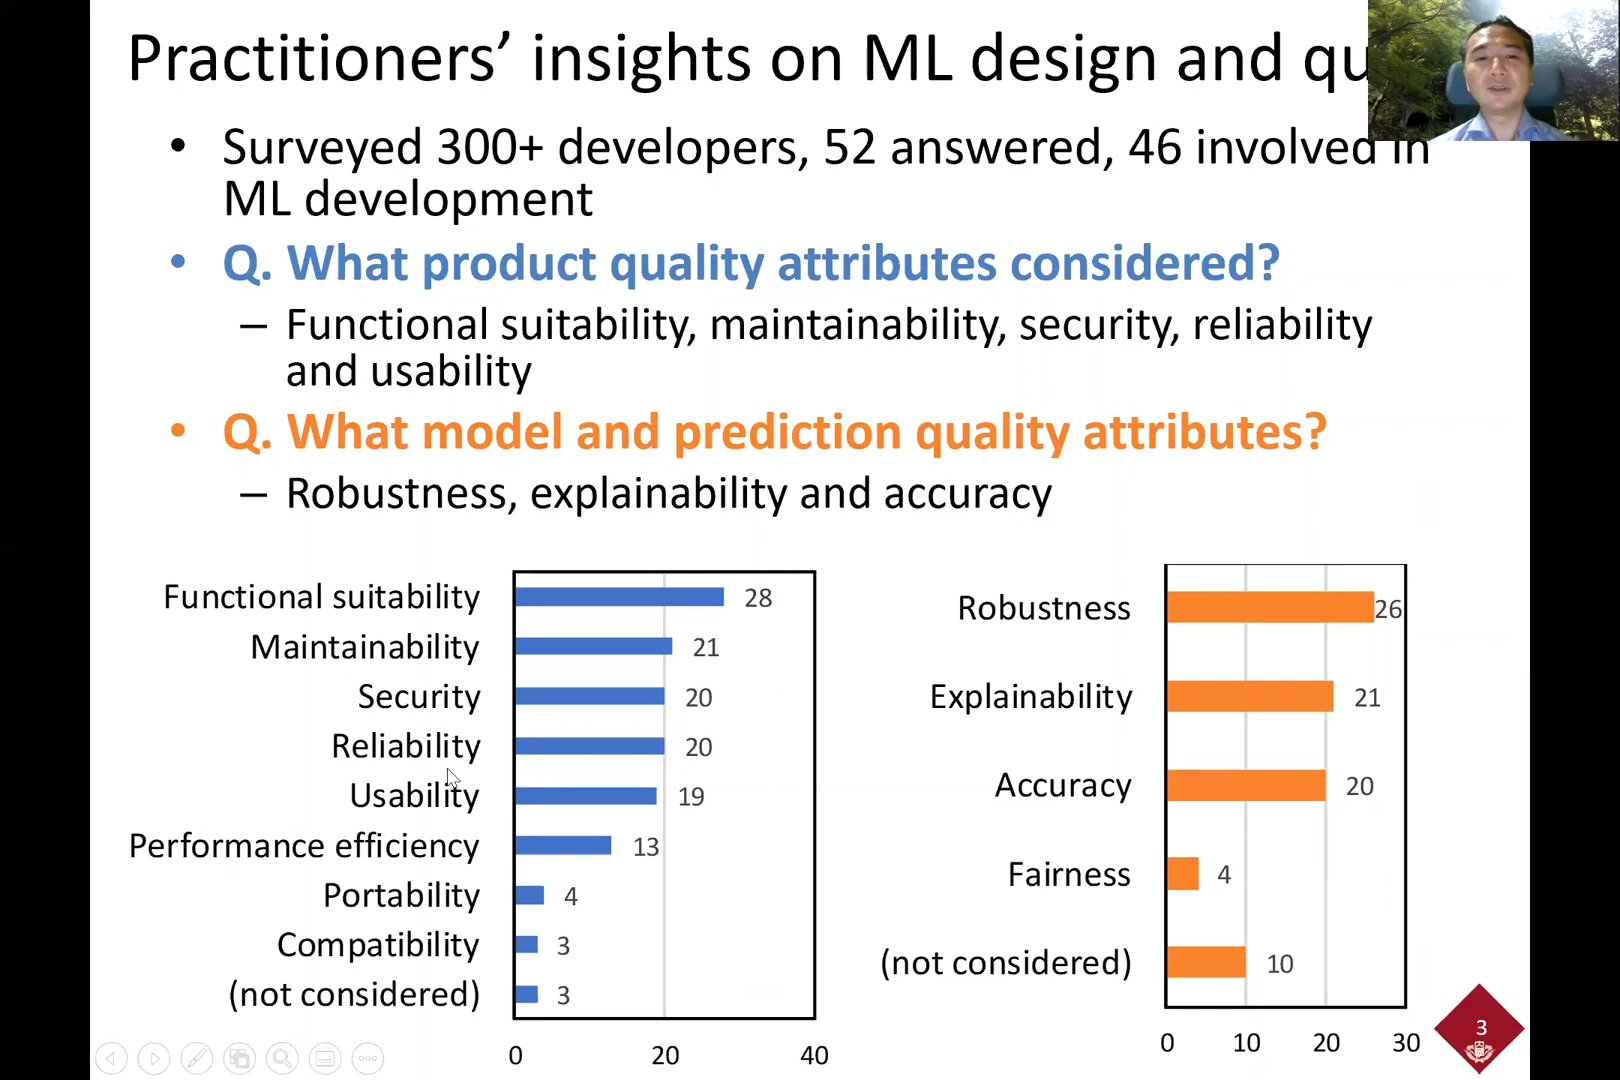 Practitioners’ insights on ML design and qu
• Surveyed 300+ developers, 52 answered, 46 involved in
ML development
• Q. What product quality attributes considered?
– Functional suitability, maintainability, security, reliability
and usability
• Q. What model and prediction quality attributes?
– Robustness, explainability and accuracy
Functional suitability 28
Maintainability 21
Security 20
Reliability 20
Usability 19
Performance efficiency 13
Portability 4
Compatibility 3
(not considered) 3
0 20 40
Robustness 26
Explainability 21
Accuracy 20
Fairness 4
(not considered) 10
0 10 20 30
3